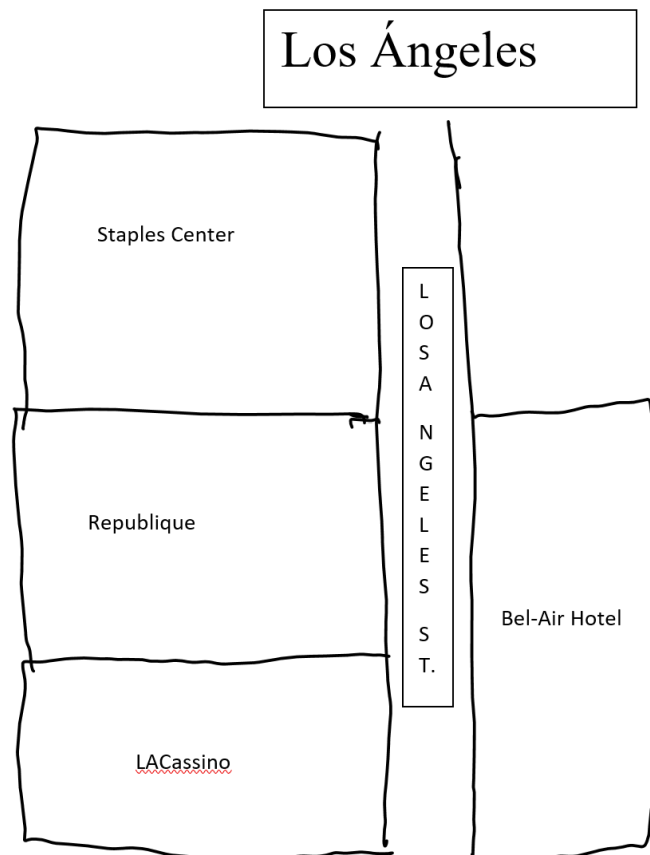 Los Ángeles
Staples Center
L
O
S
A
N
G
E
L
E
S
S
T.
Republique
Bel-Air Hotel
LACassino